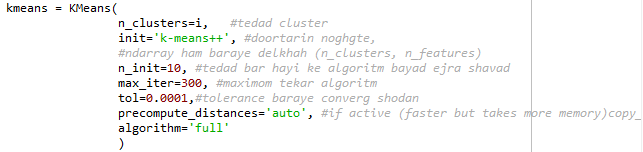 kmeans = KMeans(
n_clusters=i, #tedad cluster
init='k-means++', #doortarin noghte,
#ndarray ham baraye delkhah (n_clusters, n_features)
n_init=10, #tedad bar hayi ke algoritm bayad ejra shavad
max_iter=300, #maximom tekar algoritm
tol=0.0001,#tolerance baraye converg shodan
precompute_distances='auto', #if active (faster but takes more memory)copy_
algorithm='full'
)